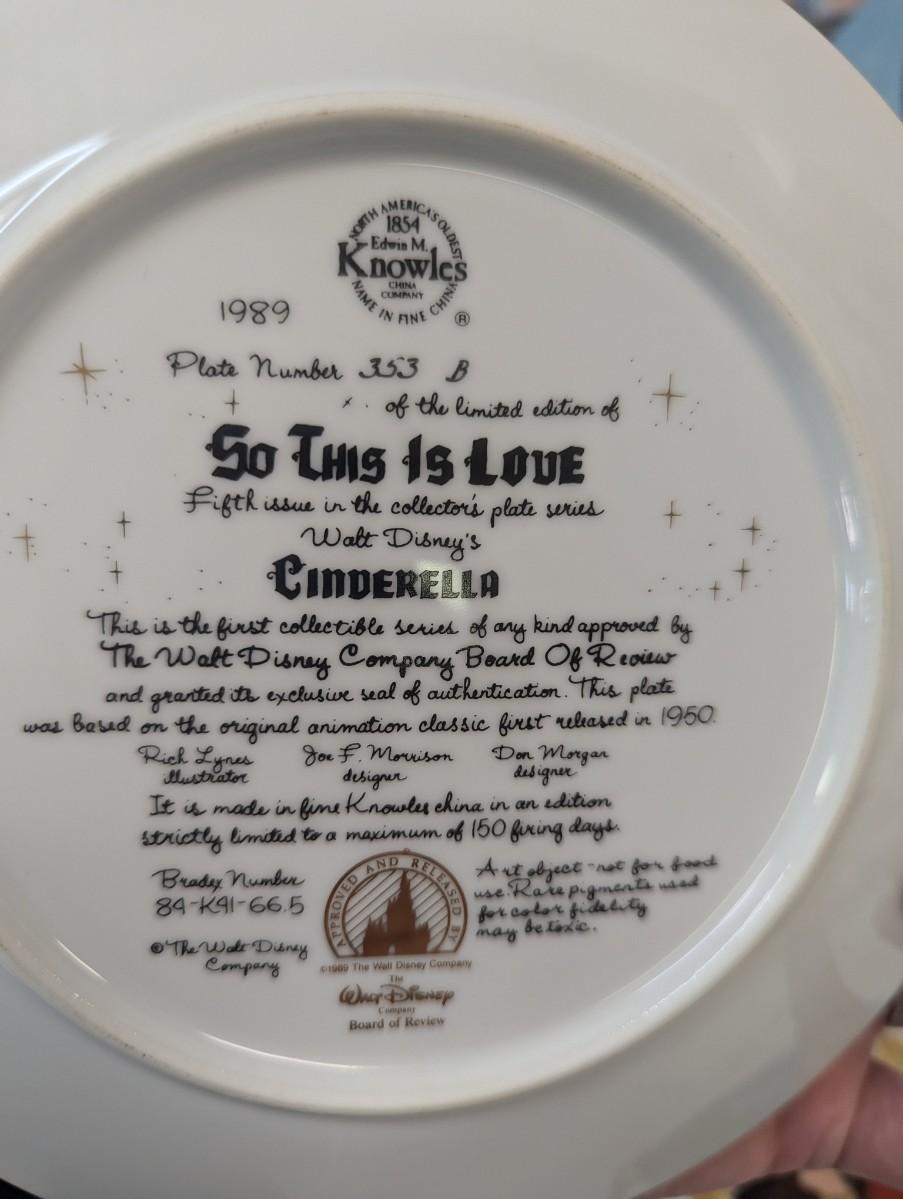 NORTH AMERICA'S OLDEST
1854
Edwin M.
Knowles
CHINA
COMPANY
NAME IN FINE CHINA
®
1989
Plate Number 353 B
of the limited edition of
So This Is Love
Fifth issue in the collector's plate series
Walt Disney's
CINDERELLA
This is the first collectible series of any kind approved by
The Walt Disney Company Board Of Review
and granted its exclusive seal of authentication. This plate
was based on the original animation classic first released in 1950.
Rich Lynes Joe F. Morrison Don Morgan
illustrator designer designer
It is made in fine Knowles china in an edition
strictly limited to a maximum of 150 firing days.
Bradex Number
84-K41-66.5
©The Walt Disney
Company
APPROVED AND RELEASED BY
©1989 The Walt Disney Company
The
Walt Disney
Company
Board of Review
Art object-not for food
use. Rare pigments used
for color fidelity
may be toxic.